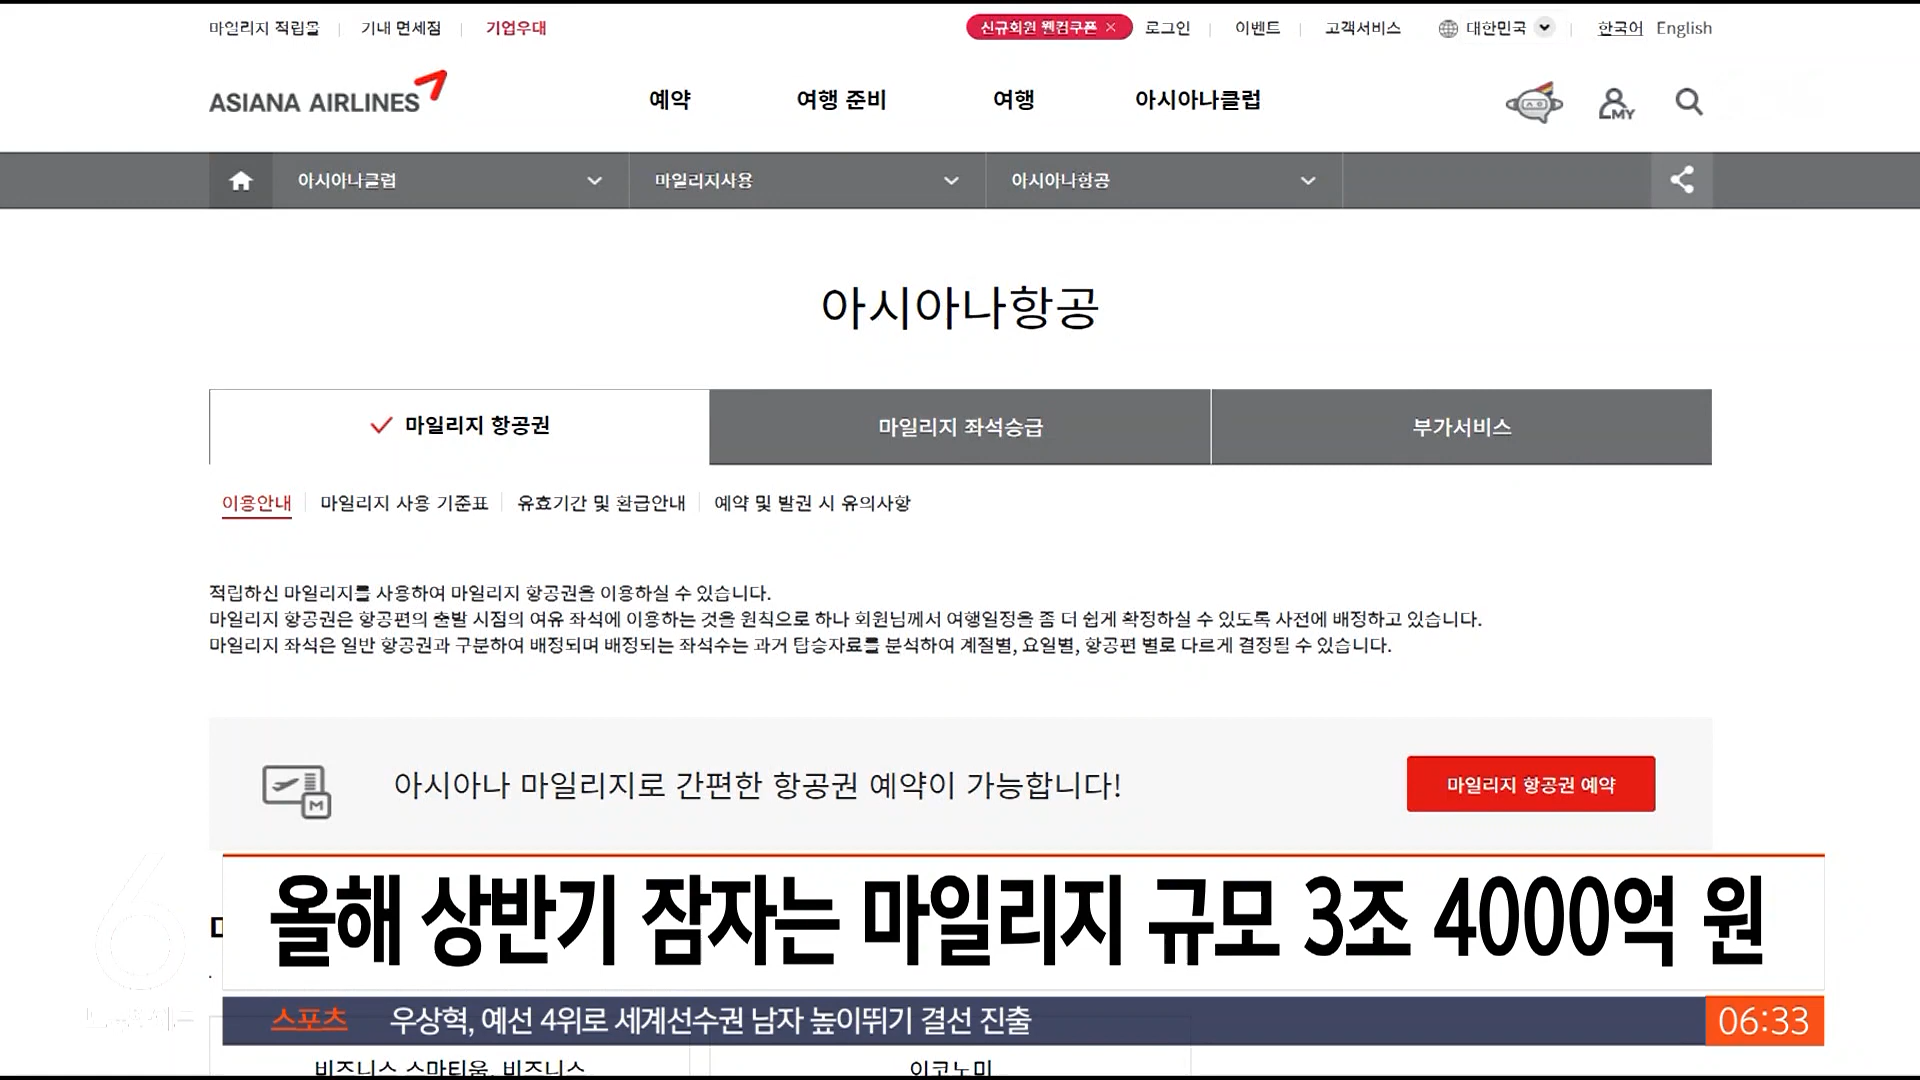 마일리지 적립몰 기내 면세점 기업우대 신규회원 웰컴쿠폰 × 로그인 이벤트 고객서비스 대한민국 한국어 English
ASIANA AIRLINES 예약 여행 준비 여행 아시아나클럽 MY
아시아나클럽 마일리지사용 아시아나항공
아시아나항공
마일리지 항공권 마일리지 좌석승급 부가서비스
이용안내 마일리지 사용 기준표 유효기간 및 환급안내 예약 및 발권 시 유의사항
적립하신 마일리지를 사용하여 마일리지 항공권을 이용하실 수 있습니다.
마일리지 항공권은 항공편의 출발 시점의 여유 좌석에 이용하는 것을 원칙으로 하나 회원님께서 여행일정을 좀 더 쉽게 확정하실 수 있도록 사전에 배정하고 있습니다.
마일리지 좌석은 일반 항공권과 구분하여 배정되며 배정되는 좌석수는 과거 탑승자료를 분석하여 계절별, 요일별, 항공편 별로 다르게 결정될 수 있습니다.
M 아시아나 마일리지로 간편한 항공권 예약이 가능합니다! 마일리지 항공권 예약
올해 상반기 잠자는 마일리지 규모 3조 4000억 원
스포츠 우상혁, 예선 4위로 세계선수권 남자 높이뛰기 결선 진출 06:33
비즈니스 스마티움, 비즈니스 이코노미